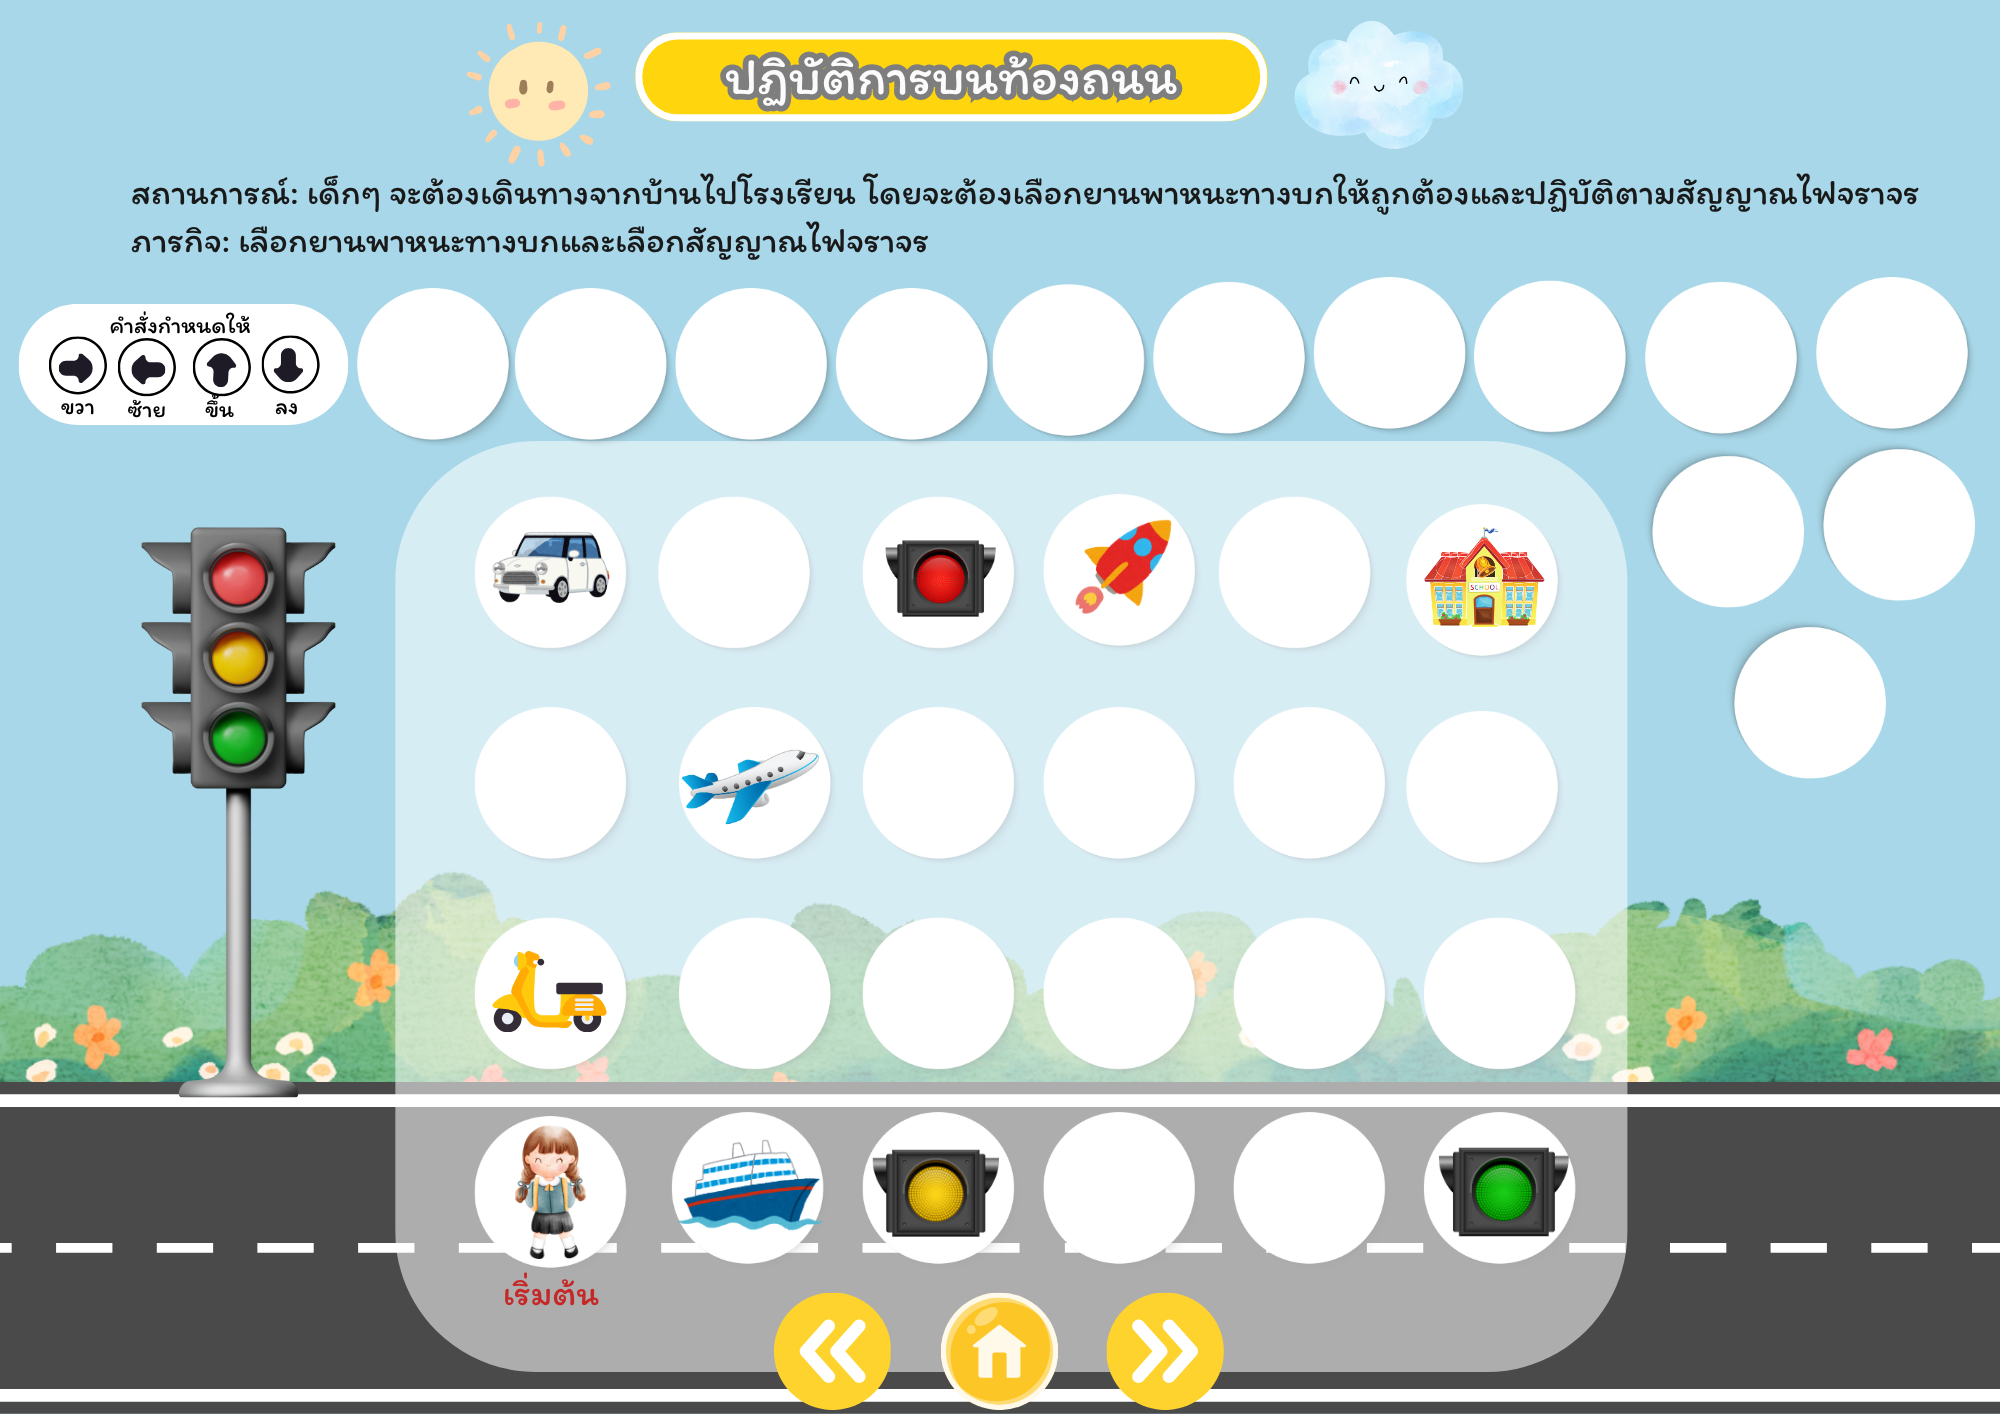 ปฏิบัติการบนท้องถนน
สถานการณ์: เด็กๆ จะต้องเดินทางจากบ้านไปโรงเรียน โดยจะต้องเลือกยานพาหนะทางบกให้ถูกต้องและปฏิบัติตามสัญญาณไฟจราจร
ภารกิจ: เลือกยานพาหนะทางบกและเลือกสัญญาณไฟจราจร
คำสั่งกำหนดให้
ขวา ซ้าย ขึ้น ลง
SCHOOL
เริ่มต้น